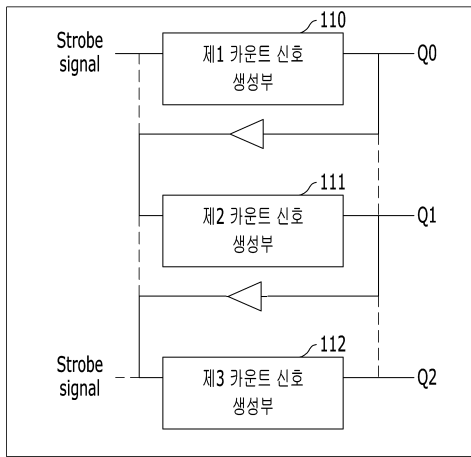 110
Strobe
signal
제1 카운트 신호
생성부
Q0
111
제2 카운트 신호
생성부
Q1
112
Strobe
signal
제3 카운트 신호
생성부
Q2